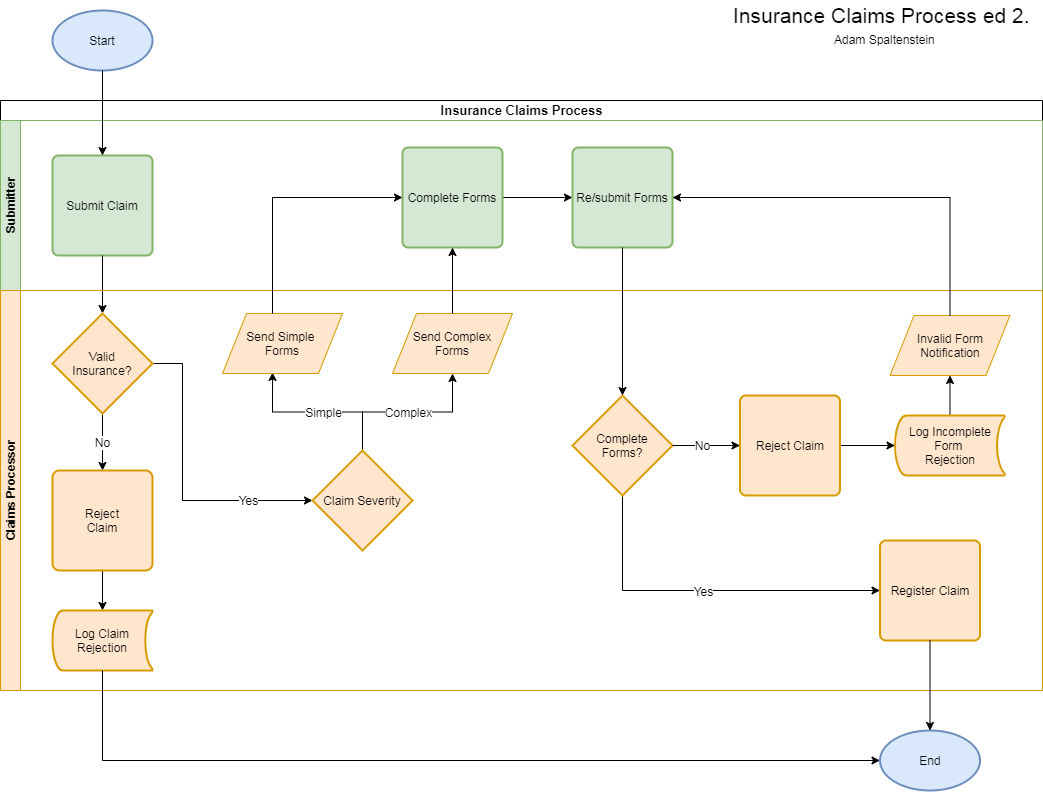 Insurance Claims Process ed 2.
Adam Spaltenstein
Start
Insurance Claims Process
Submitter
Submit Claim
Complete Forms
Re/submit Forms
Claims Processor
Valid
Insurance?
Send Simple
Forms
Send Complex
Forms
Invalid Form
Notification
Simple
Complex
No
Yes
Claim Severity
Complete
Forms?
No
Reject Claim
Log Incomplete
Form
Rejection
Reject
Claim
Yes
Register Claim
Log Claim
Rejection
End